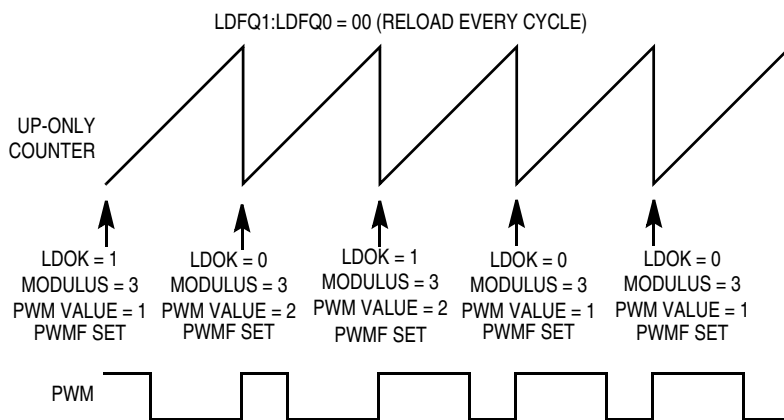 LDFQ1:LDFQ0 = 00 (RELOAD EVERY CYCLE)
UP-ONLY
COUNTER
LDOK = 1
MODULUS = 3
PWM VALUE = 1
PWMF SET
LDOK = 0
MODULUS = 3
PWM VALUE = 2
PWMF SET
LDOK = 1
MODULUS = 3
PWM VALUE = 2
PWMF SET
LDOK = 0
MODULUS = 3
PWM VALUE = 1
PWMF SET
LDOK = 0
MODULUS = 3
PWM VALUE = 1
PWMF SET
PWM